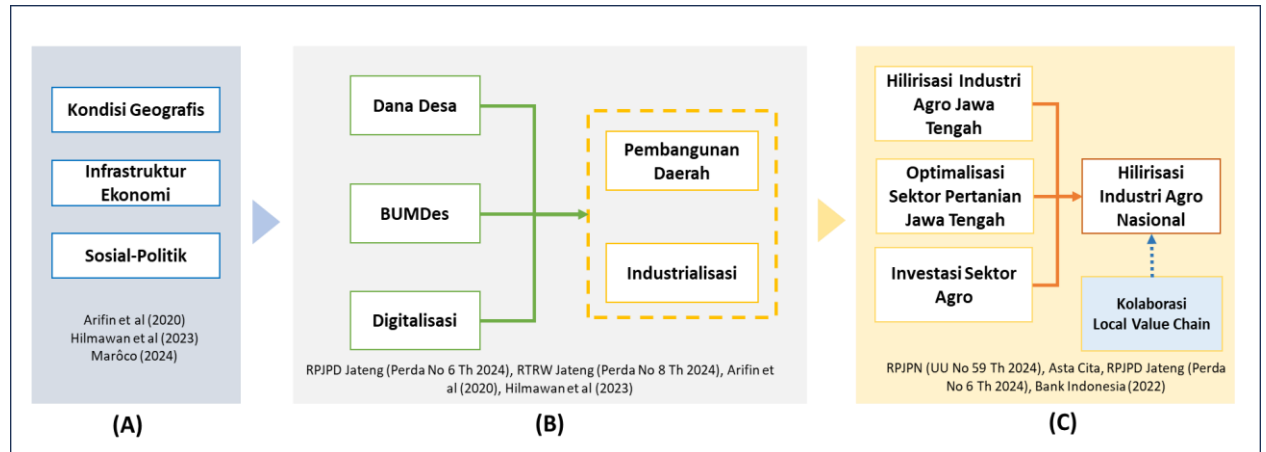 Kondisi Geografis
Infrastruktur
Ekonomi
Sosial-Politik
Arifin et al (2020)
Hilmawan et al (2023)
Marôco (2024)
(A)
Dana Desa
BUMDes
Digitalisasi
Pembangunan
Daerah
Industrialisasi
RPJPD Jateng (Perda No 6 Th 2024), RTRW Jateng (Perda No 8 Th 2024), Arifin et
al (2020), Hilmawan et al (2023)
(B)
Hilirisasi Industri
Agro Jawa
Tengah
Optimalisasi
Sektor Pertanian
Jawa Tengah
Investasi Sektor
Agro
Hilirisasi
Industri Agro
Nasional
Kolaborasi
Local Value Chain
RPJPN (UU No 59 Th 2024), Asta Cita, RPJPD Jateng (Perda
No 6 Th 2024), Bank Indonesia (2022)
(C)